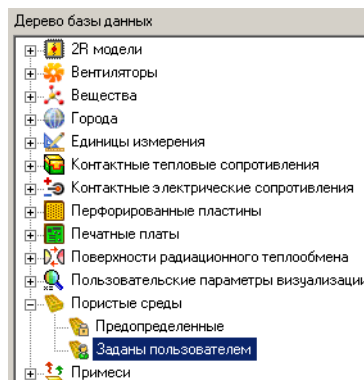 Дерево базы данных
2R модели
Вентиляторы
Вещества
Города
Единицы измерения
Контактные тепловые сопротивления
Контактные электрические сопротивления
Перфорированные пластины
Печатные платы
Поверхности радиационного теплообмена
Пользовательские параметры визуализации
Пористые среды
Предопределенные
Заданы пользователем
Примеси